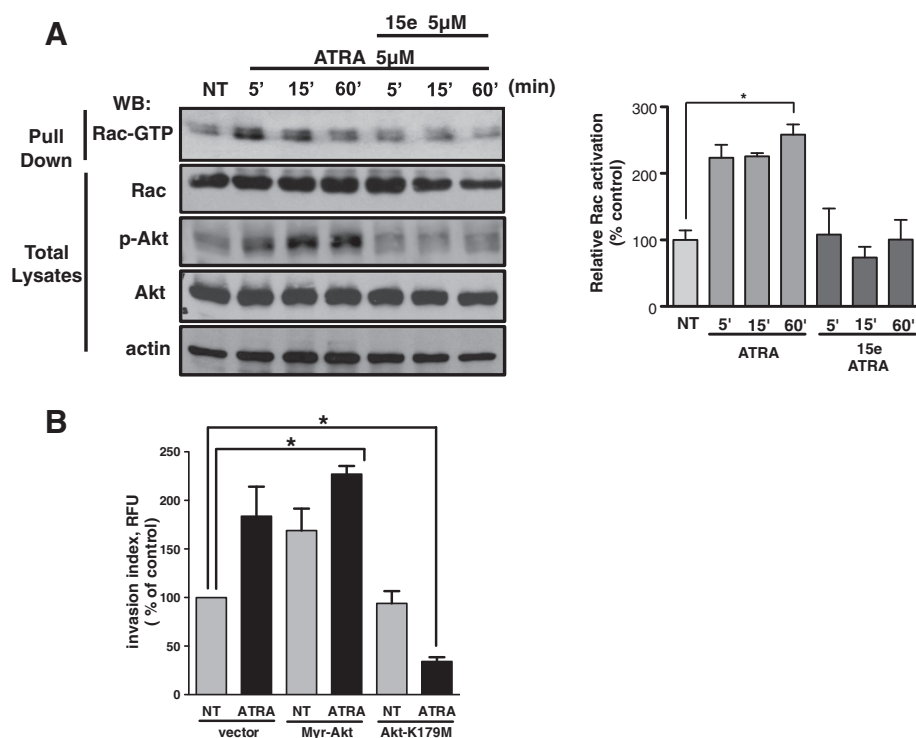 A
15e 5µM
ATRA 5µM
NT 5' 15' 60' 5' 15' 60' (min)
WB:
Pull Down
Rac-GTP
Total Lysates
Rac
p-Akt
Akt
actin
Relative Rac activation
(% control)
300
200
100
0
*
NT 5' 15' 60' 5' 15' 60'
ATRA
15e
ATRA
B
invasion index, RFU
( % of control)
250
200
150
100
50
0
*
*
NT ATRA NT ATRA NT ATRA
vector Myr-Akt Akt-K179M